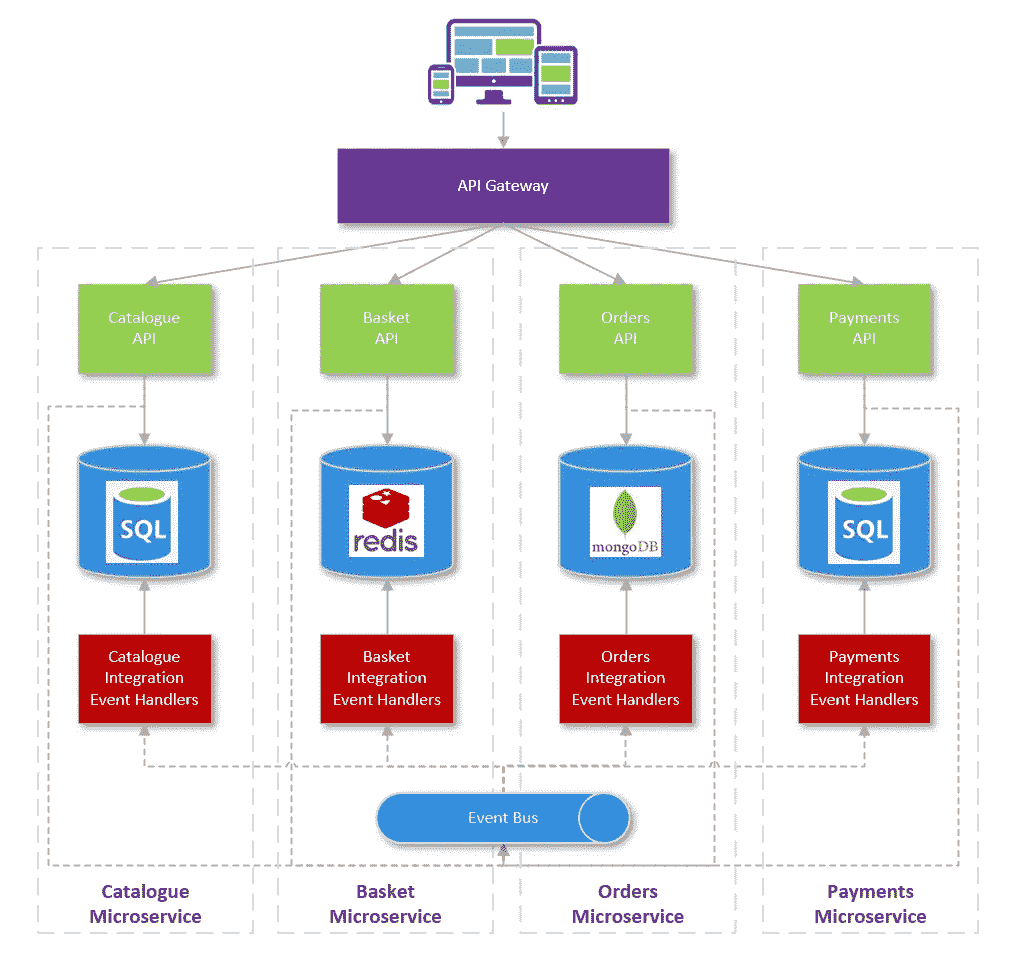 API Gateway
Catalogue
API
Basket
API
Orders
API
Payments
API
SQL
redis
mongoDB
SQL
Catalogue
Integration
Event Handlers
Basket
Integration
Event Handlers
Orders
Integration
Event Handlers
Payments
Integration
Event Handlers
Event Bus
Catalogue
Microservice
Basket
Microservice
Orders
Microservice
Payments
Microservice